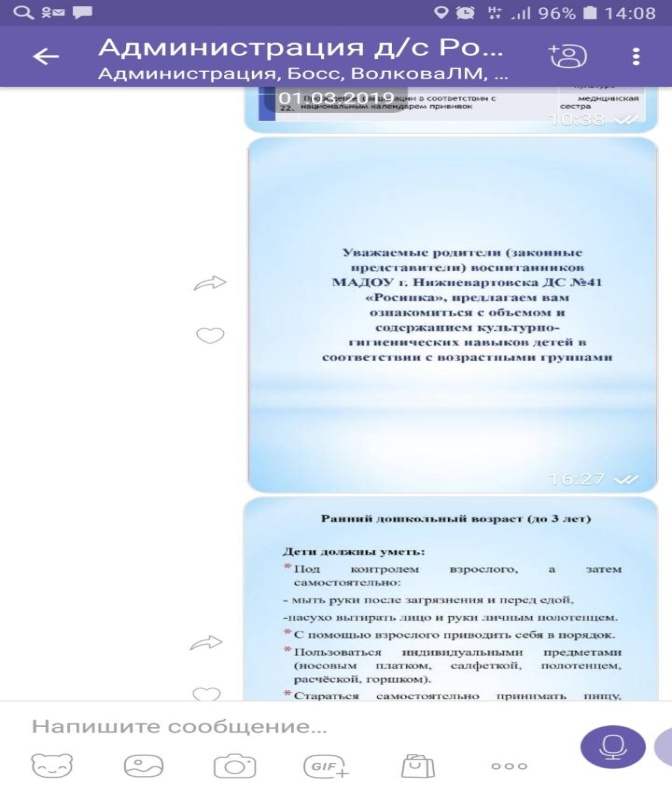 96% 14:08
Администрация д/с Ро...
Администрация, Босс, ВолковаЛМ, ...
01.03.2019
22.
в соответствии с
национальным календарем прививок
медицинская
сестра
10:38
Уважаемые родители (законные
представители) воспитанников
МАДОУ г. Нижневартовска ДС №41
«Росинка», предлагаем вам
ознакомиться с объемом и
содержанием культурно-
гигиенических навыков детей в
соответствии с возрастными группами
16:27
Ранний дошкольный возраст (до 3 лет)
Дети должны уметь:
*Под контролем взрослого, а затем
самостоятельно:
- мыть руки после загрязнения и перед едой,
-насухо вытирать лицо и руки личным полотенцем.
*С помощью взрослого приводить себя в порядок.
*Пользоваться индивидуальными предметами
(носовым платком, салфеткой, полотенцем,
расчёской, горшком).
*Стараться самостоятельно принимать пищу,
Напишите сообщение...
GIF